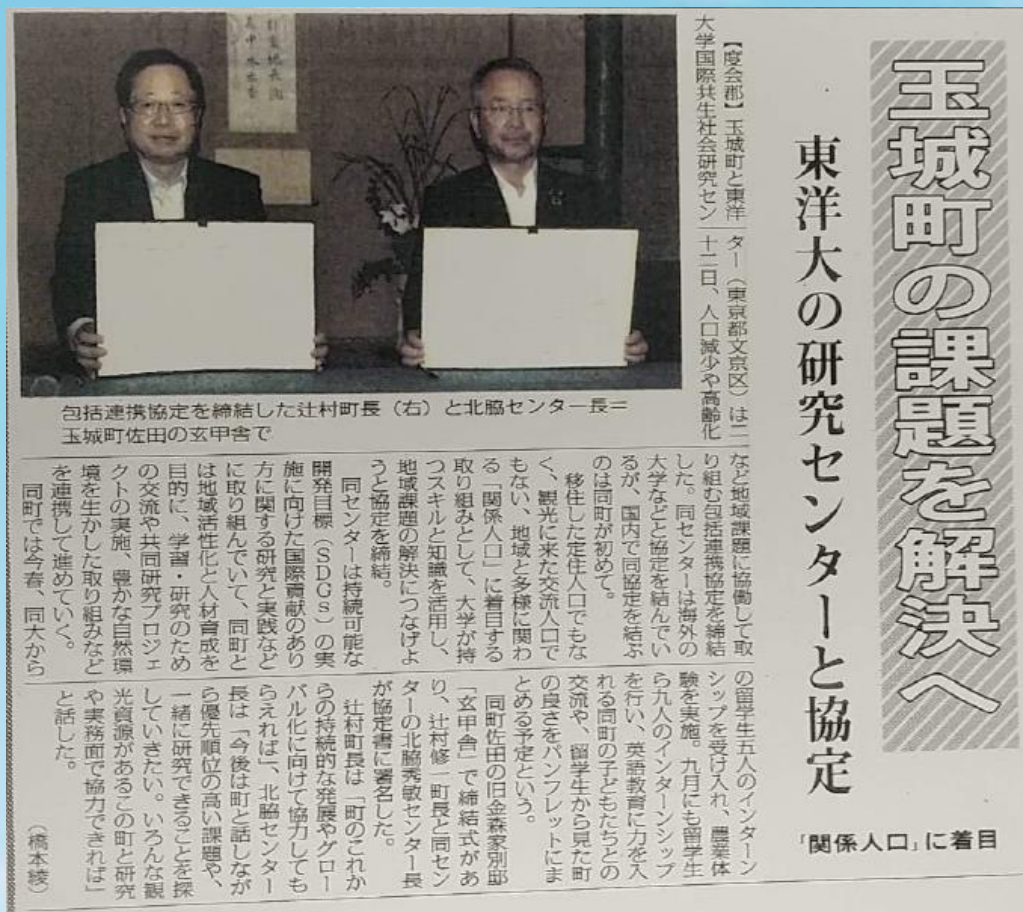 玉城町の課題を解決へ
東洋大の研究センターと協定
「関係人口」に着目
【度会郡】玉城町と東洋
大学国際共生社会研究セン
ター（東京都文京区）は二
十二日、人口減少や高齢化
など地域課題に協働して取
り組む包括連携協定を締結
した。同センターは海外の
大学などと協定を結んでい
るが、国内で同協定を結ぶ
のは同町が初めて。
移住した定住人口でもな
く、観光に来た交流人口で
もない、地域と多様に関わ
る「関係人口」に着目する
取り組みとして、大学が持
つスキルと知識を活用し、
地域課題の解決につなげよ
うと協定を締結。
同センターは持続可能な
開発目標（SDGs）の実
施に向けた国際貢献のあり
方に関する研究と実践など
に取り組んでいて、同町と
は地域活性化と人材育成を
目的に、学習・研究のため
の交流や共同研究プロジェ
クトの実施、豊かな自然環
境を生かした取り組みなど
を連携して進めていく。
同町では今春、同大から
の留学生五人のインターン
シップを受け入れ、農業体
験を実施。九月にも留学生
ら九人のインターンシップ
を行い、英語教育に力を入
れる同町の子どもたちとの
交流や、留学生から見た町
の良さをパンフレットにま
とめる予定という。
同町佐田の旧金森家別邸
「玄甲舎」で締結式があ
り、辻村修一町長と同セン
ターの北脇秀敏センター長
が協定書に署名した。
辻村町長は「町のこれか
らの持続的な発展やグロー
バル化に向けて協力しても
らえれば」、北脇センター
長は「今後は町と話しなが
ら優先順位の高い課題や、
一緒に研究できることを探
していきたい。いろんな観
光資源があるこの町と研究
や実務面で協力できれば」
と話した。
（橋本綾）
包括連携協定を締結した辻村町長（右）と北脇センター長＝
玉城町佐田の玄甲舎で